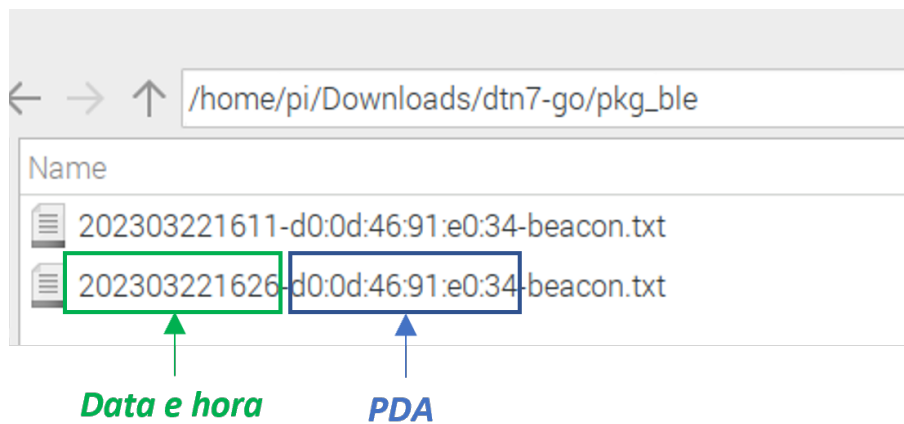 /home/pi/Downloads/dtn7-go/pkg_ble
Name
202303221611-d0:0d:46:91:e0:34-beacon.txt
202303221626-d0:0d:46:91:e0:34-beacon.txt
Data e hora
PDA